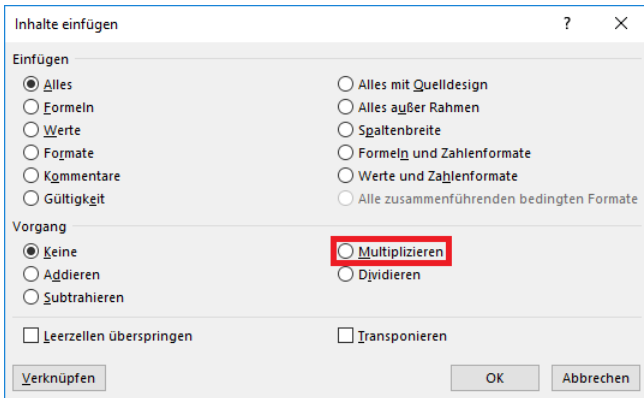 Inhalte einfügen ? ×
Einfügen
Alles
Alles mit Quelldesign
Formeln
Alles außer Rahmen
Werte
Spaltenbreite
Formate
Formeln und Zahlenformate
Kommentare
Werte und Zahlenformate
Gültigkeit
Alle zusammenführenden bedingten Formate
Vorgang
Keine
Multiplizieren
Addieren
Dividieren
Subtrahieren
Leerzellen überspringen
Transponieren
Verknüpfen
OK
Abbrechen